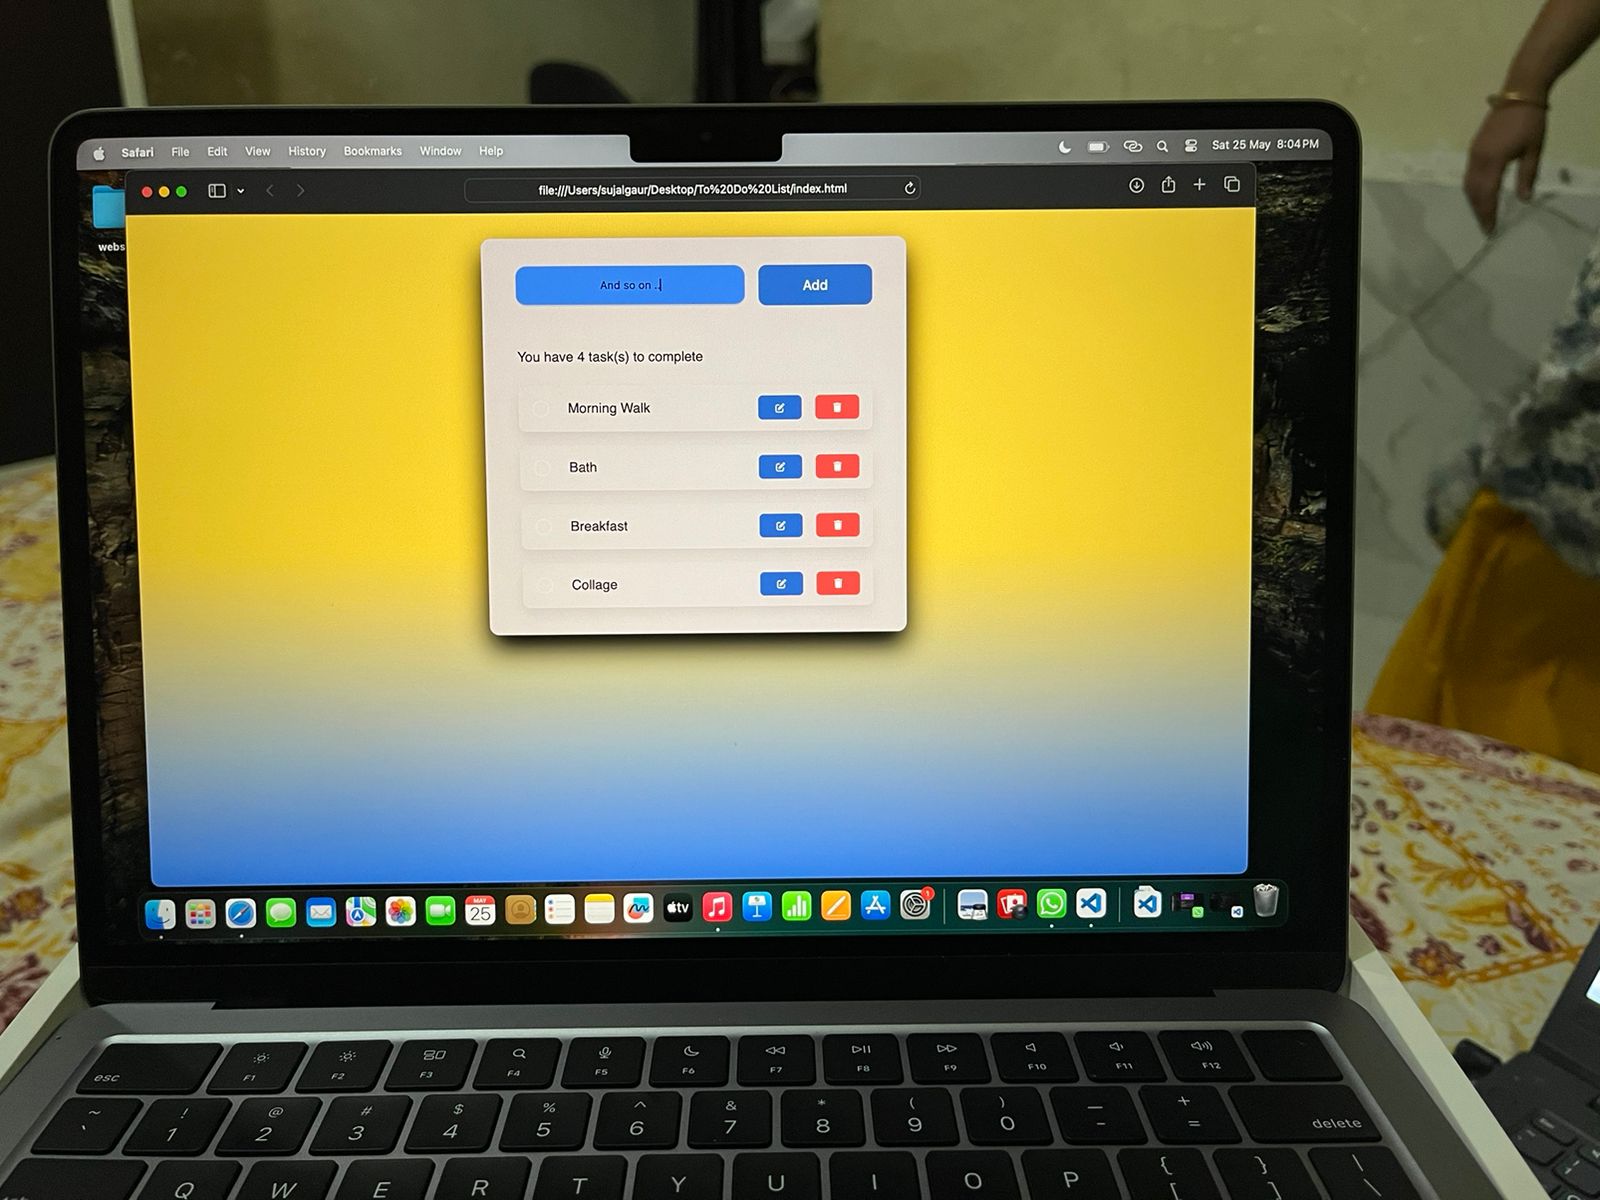 Safari File Edit View History Bookmarks Window Help Sat 25 May 8:04 PM
file:///Users/sujalgaur/Desktop/To%20Do%20List/index.html
webs
And so on .. Add
You have 4 task(s) to complete
Morning Walk
Bath
Breakfast
Collage
MAY
25
tv
1
esc F1 F2 F3 F4 F5 F6 F7 F8 F9 F10 F11 F12
~ ! @ # $ % ^ & * ( ) — +
` 1 2 3 4 5 6 7 8 9 0 - = delete
Q W E R T Y U I O P { [ } ] | \